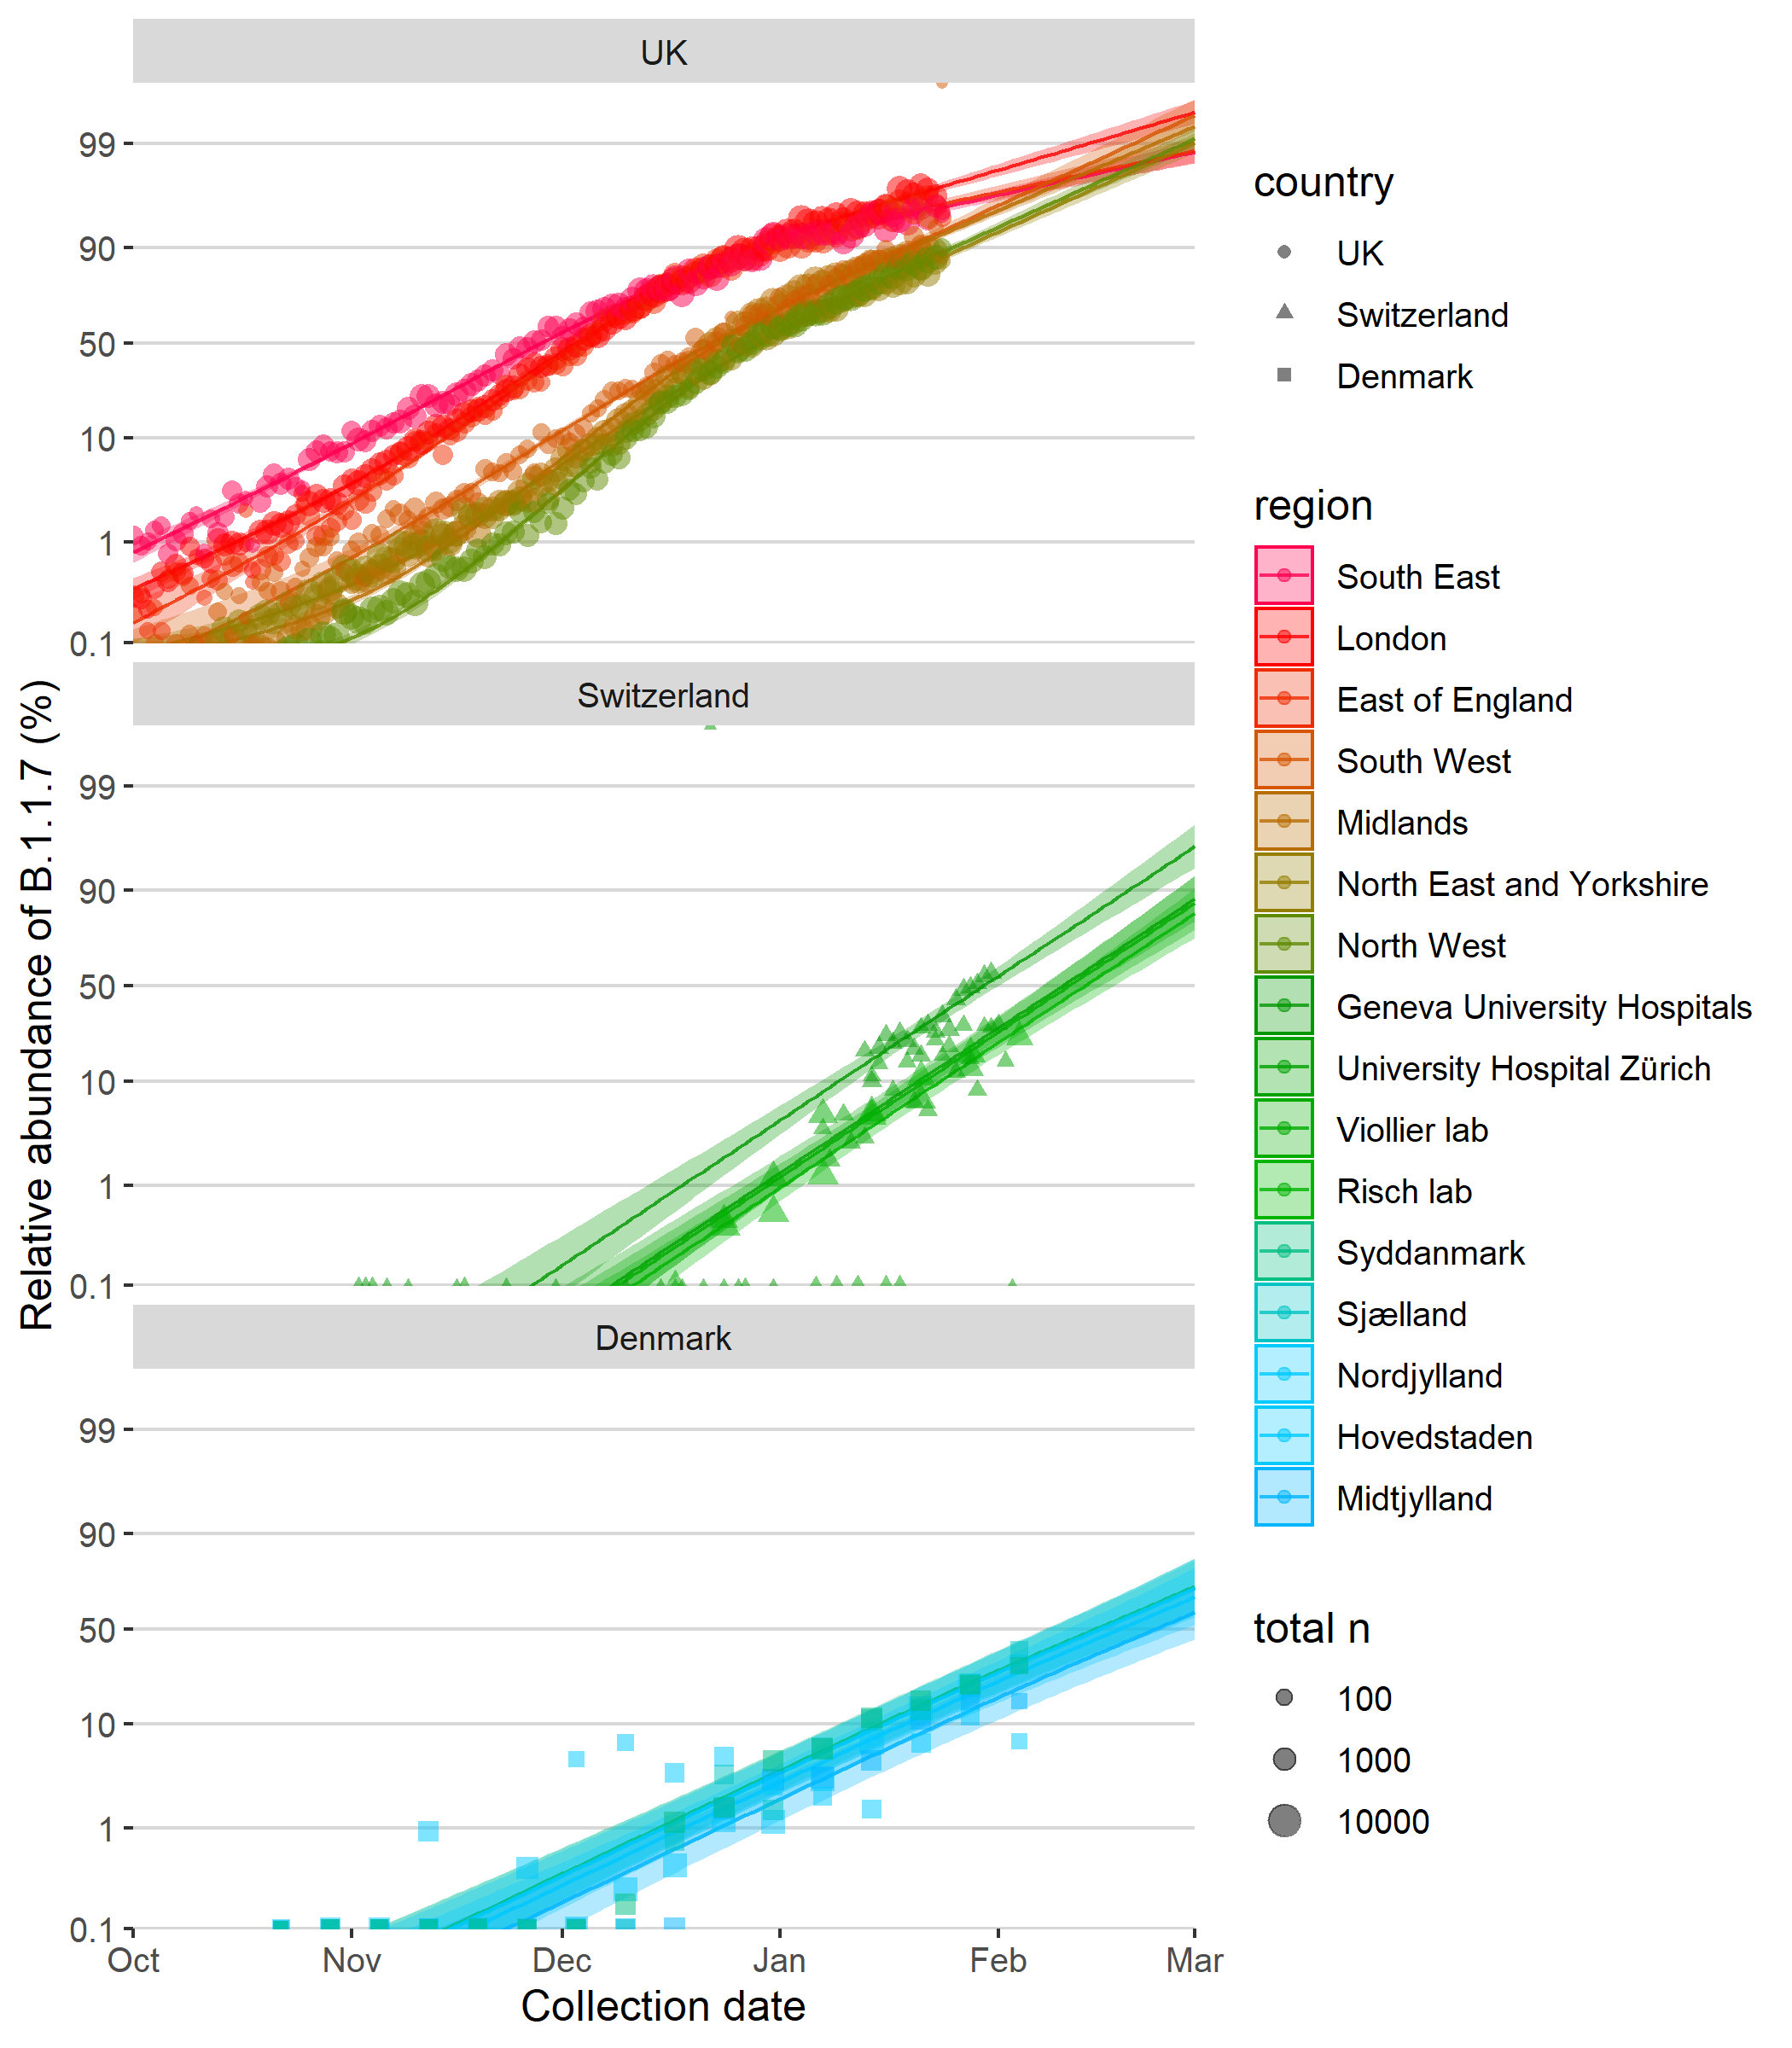 UK
99
90
50
10
1
0.1
Switzerland
99
90
50
10
1
0.1
Denmark
99
90
50
10
1
0.1
Oct Nov Dec Jan Feb Mar
Collection date
Relative abundance of B.1.1.7 (%)
country
UK
Switzerland
Denmark
region
South East
London
East of England
South West
Midlands
North East and Yorkshire
North West
Geneva University Hospitals
University Hospital Zürich
Viollier lab
Risch lab
Syddanmark
Sjælland
Nordjylland
Hovedstaden
Midtjylland
total n
100
1000
10000